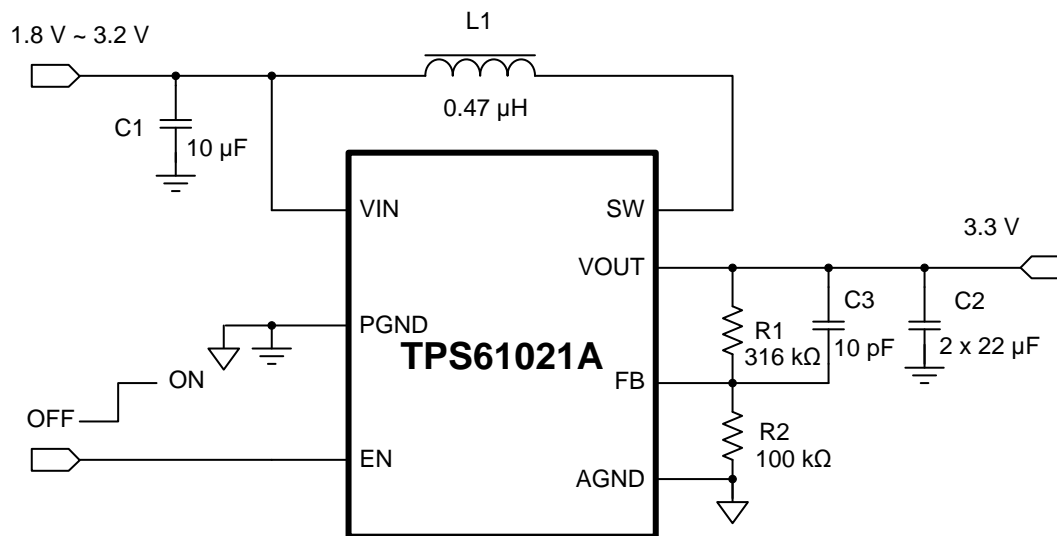 L1
1.8 V ~ 3.2 V
0.47 µH
C1
10 µF
VIN
SW
3.3 V
VOUT
C3
C2
R1
316 kΩ
10 pF
2 x 22 µF
PGND
TPS61021A
ON
OFF
FB
R2
100 kΩ
EN
AGND